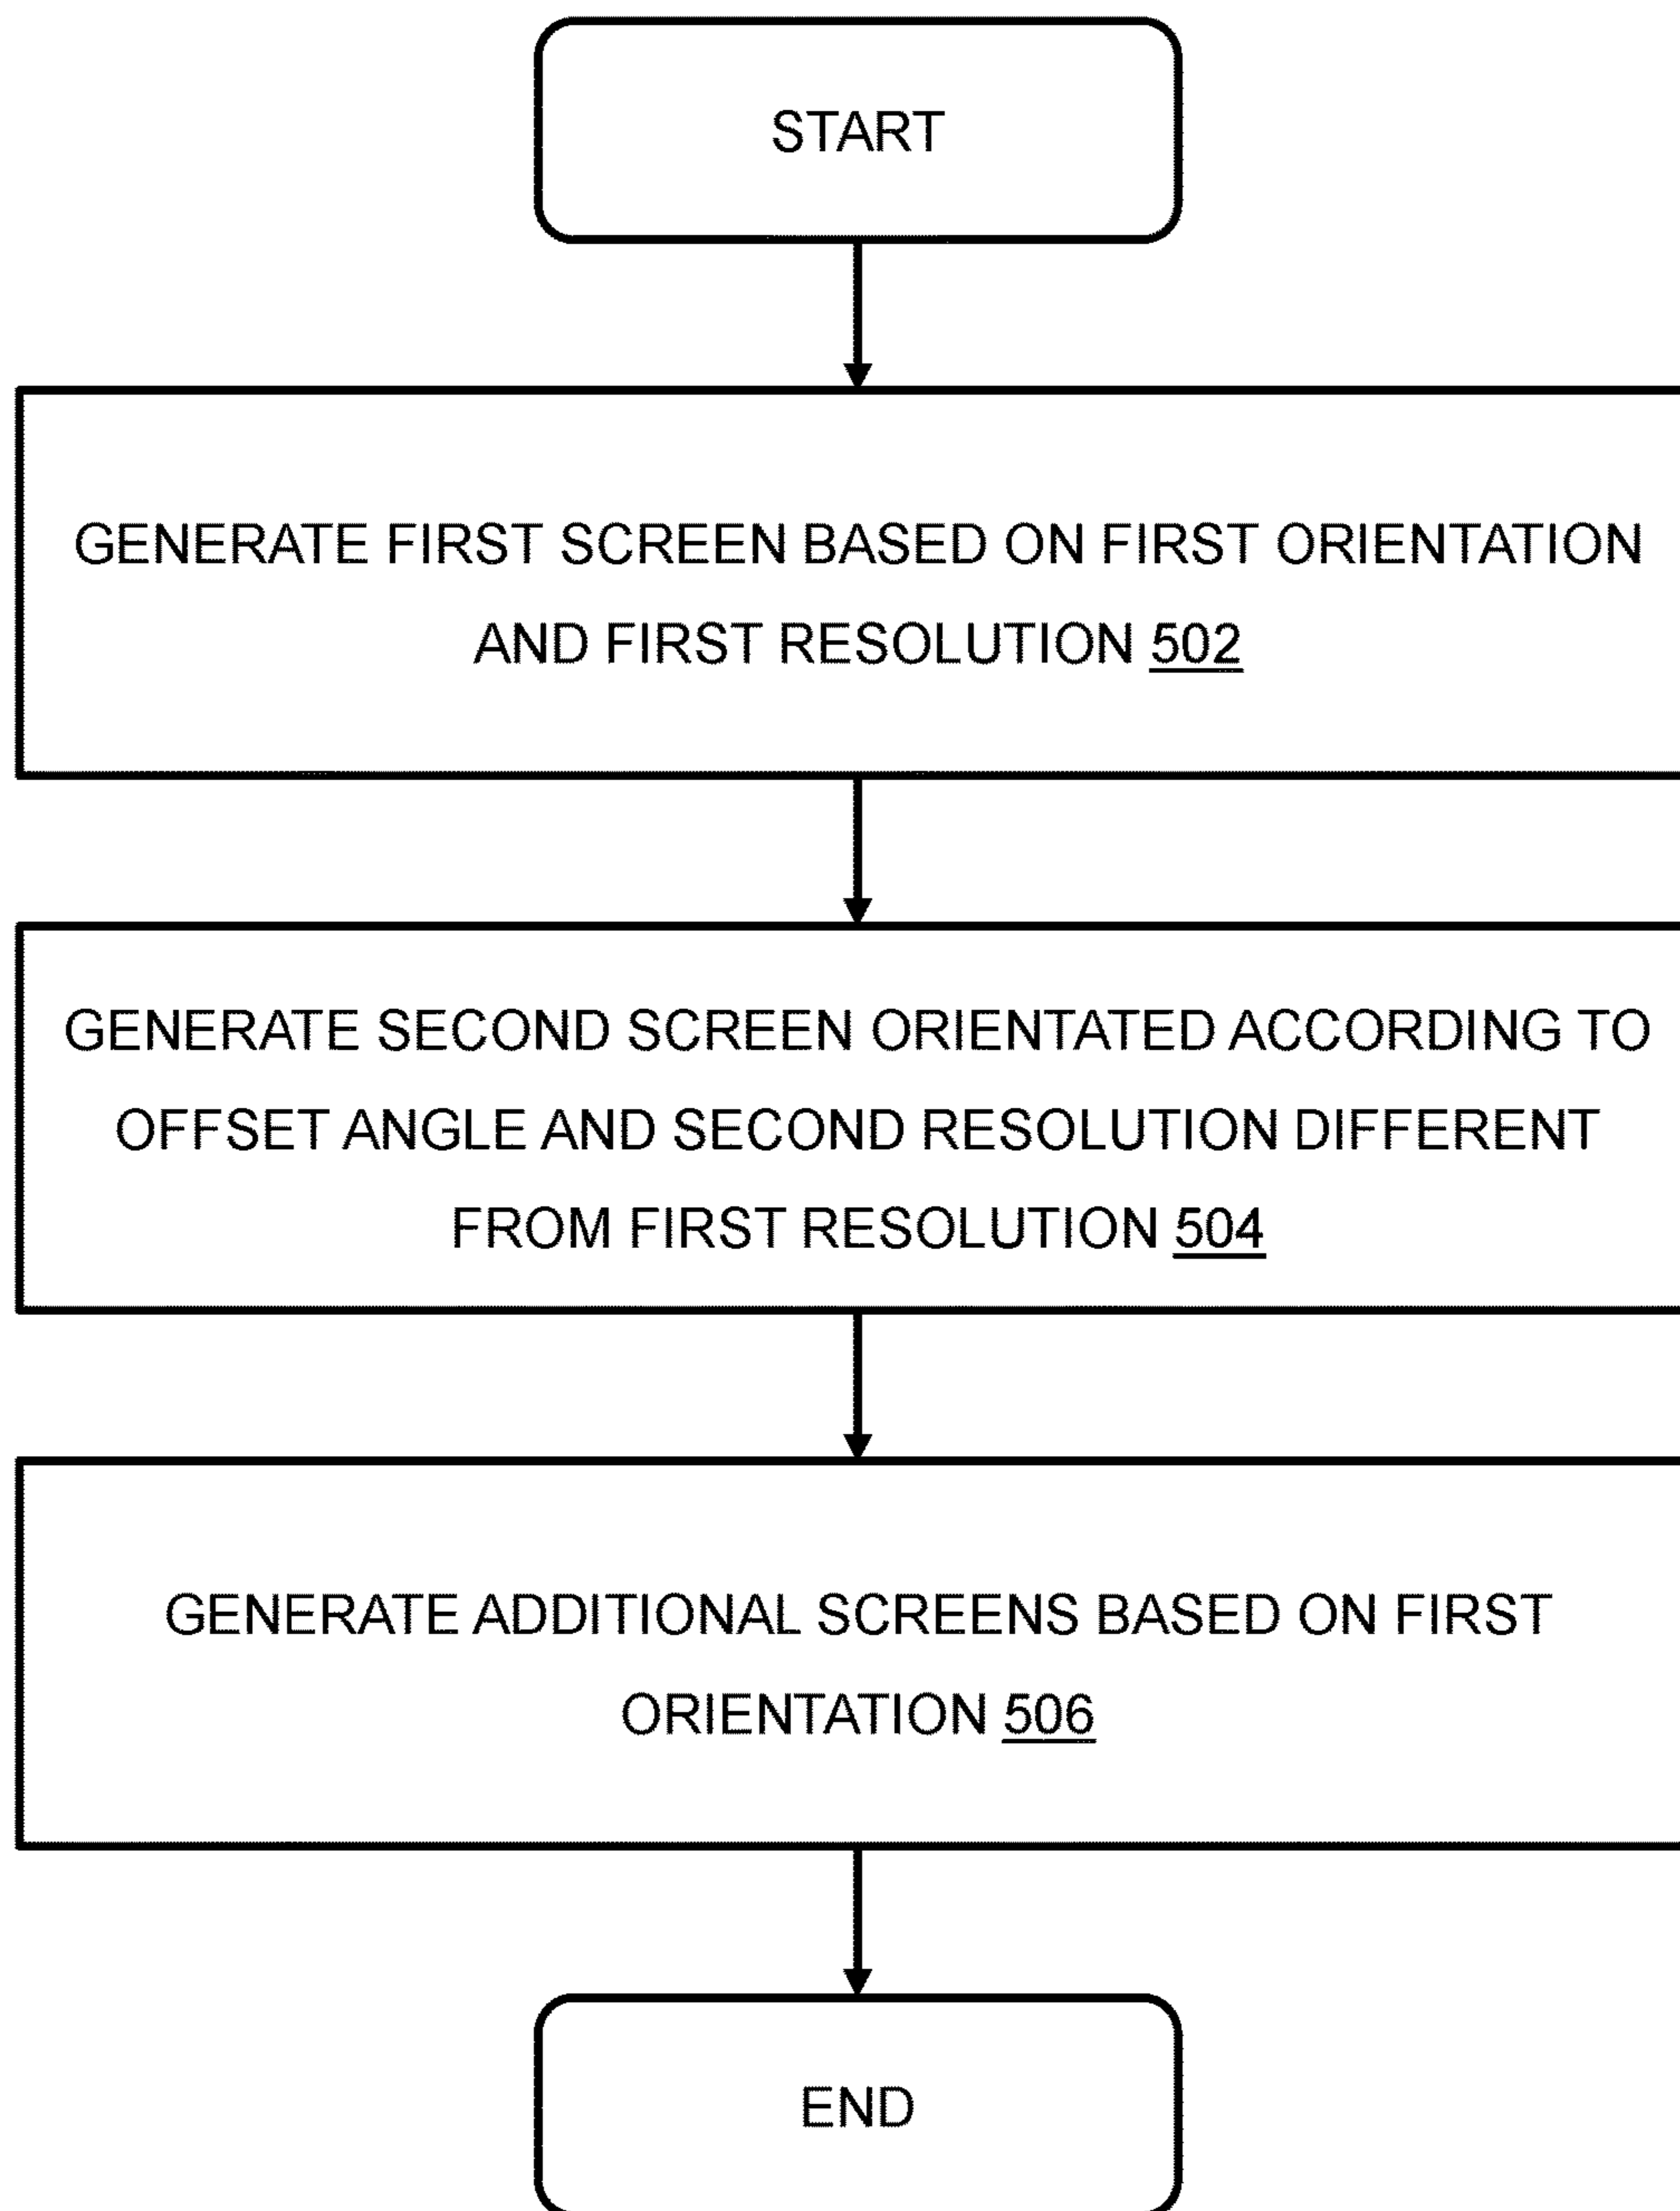 START
GENERATE FIRST SCREEN BASED ON FIRST ORIENTATION
AND FIRST RESOLUTION 502
GENERATE SECOND SCREEN ORIENTATED ACCORDING TO
OFFSET ANGLE AND SECOND RESOLUTION DIFFERENT
FROM FIRST RESOLUTION 504
GENERATE ADDITIONAL SCREENS BASED ON FIRST
ORIENTATION 506
END